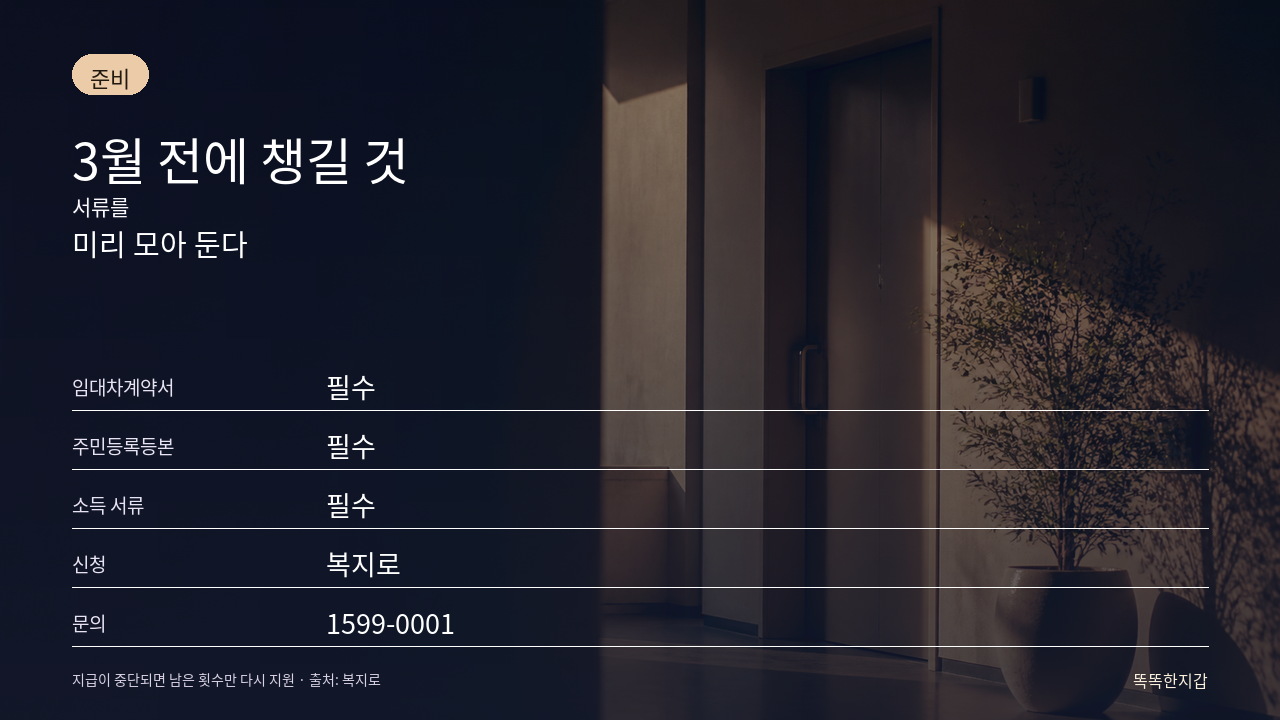 준비
3월 전에 챙길 것
서류를
미리 모아 둔다
임대차계약서 필수
주민등록등본 필수
소득 서류 필수
신청 복지로
문의 1599-0001
지급이 중단되면 남은 횟수만 다시 지원 · 출처: 복지로
똑똑한지갑